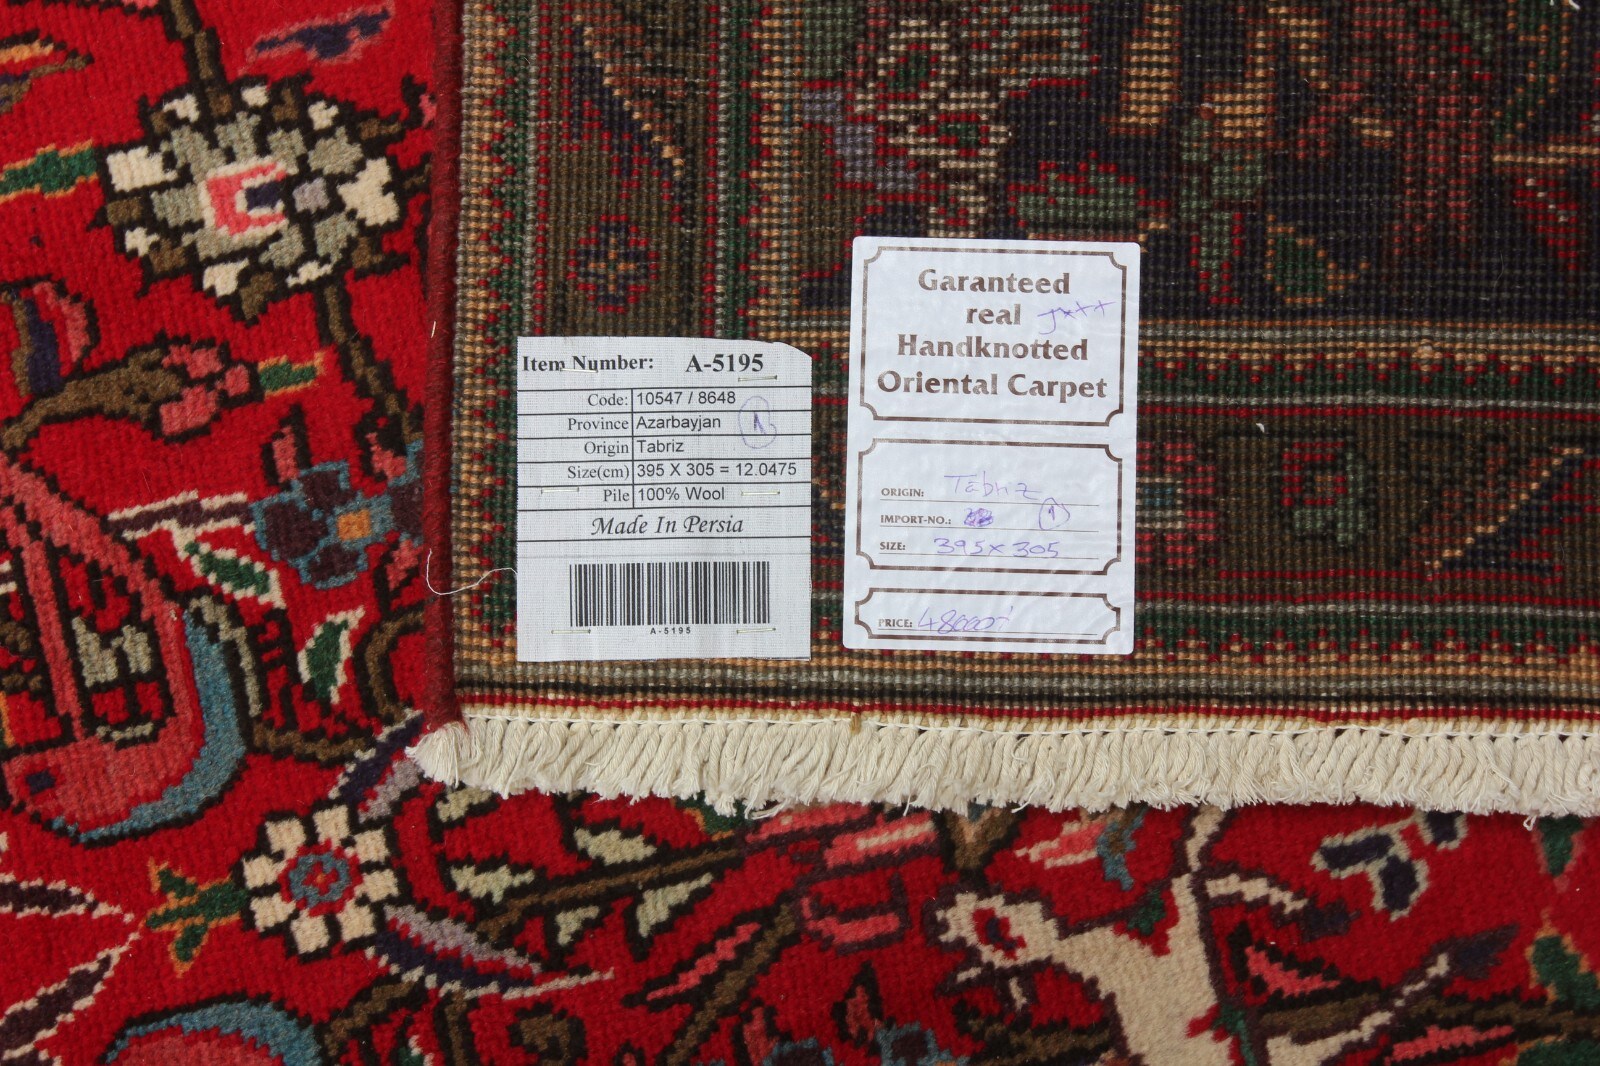 Item Number: A-5195
Code: 10547 / 8648
Province Azarbayjan
Origin Tabriz
Size(cm) 395 X 305 = 12.0475
Pile 100% Wool
Made In Persia
A-5195
Garanteed
real
Handknotted
Oriental Carpet
ORIGIN: Tabriz
IMPORT-NO.:
SIZE: 395x305
PRICE: